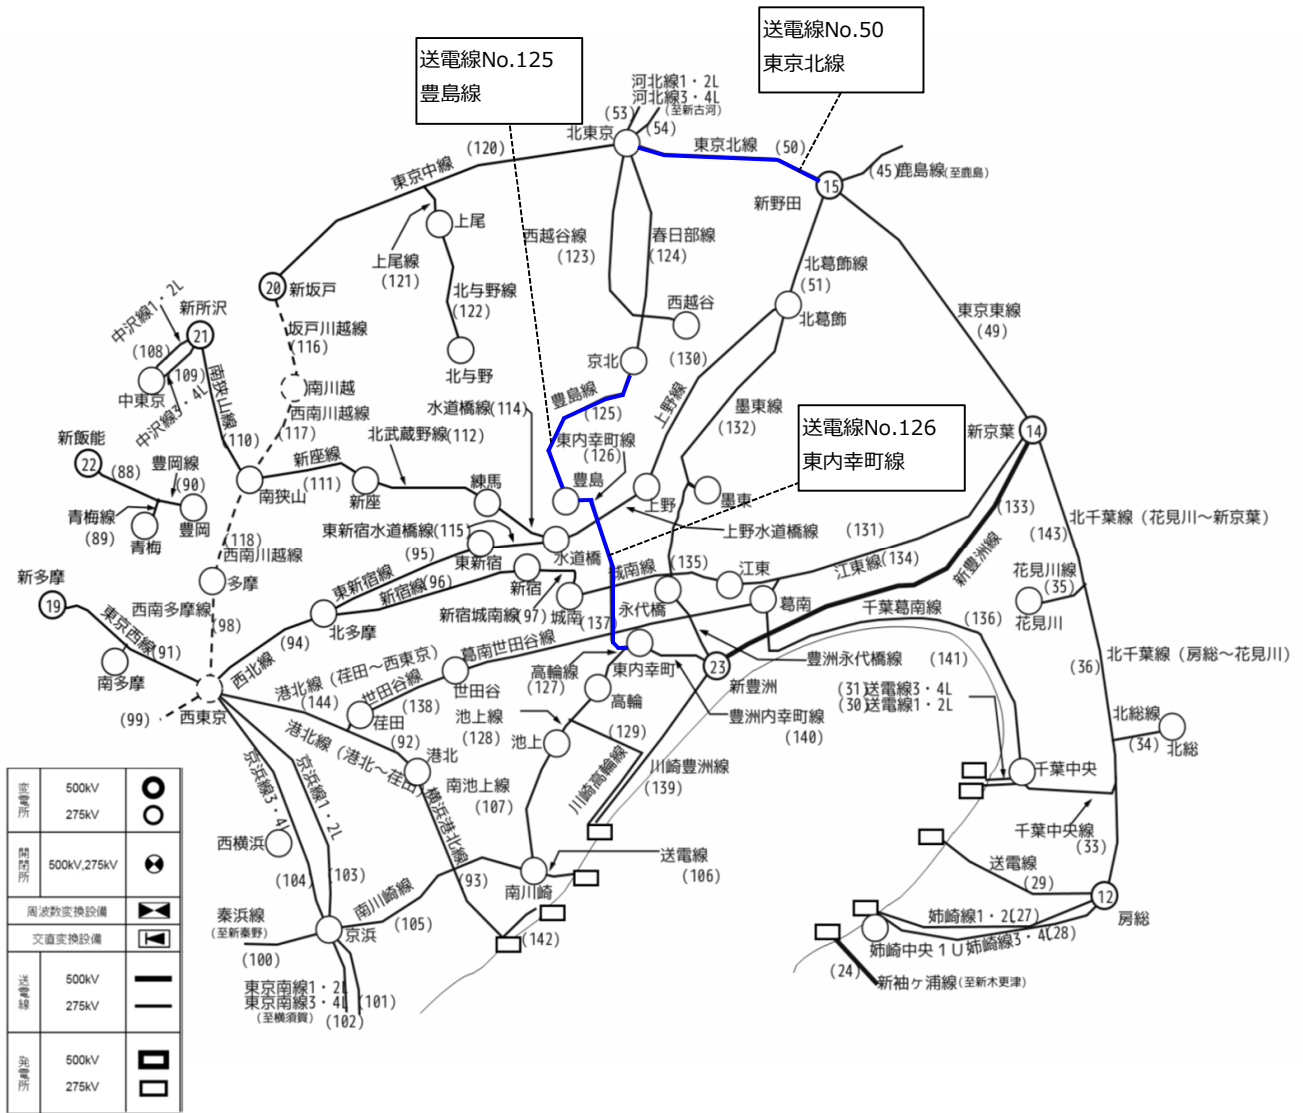 送電線No.50
東京北線
送電線No.125
豊島線
河北線1・2L
河北線3・4L
(至新古河)
(53)
(54)
北東京
(120)
東京北線
(50)
東京中線
(45)
鹿島線(至鹿島)
15
新野田
上尾
上尾線
(121)
西越谷線
(123)
春日部線
(124)
北葛飾線
(51)
20
新坂戸
北与野線
(122)
西越谷
北葛飾
東京東線
(49)
中沢線1・2L
新所沢
21
坂戸川越線
(116)
(108)
(109)
中東京
中沢線3・4L
南狭山線
南川越
北与野
京北
(130)
西南川越線
(117)
水道橋線(114)
豊島線
(125)
上野線
墨東線
(132)
送電線No.126
東内幸町線
新京葉
14
新飯能
22
(88)
豊岡線
(90)
(110)
新座線
(111)
北武蔵野線(112)
東内幸町線
(126)
南狭山
新座
練馬
豊島
上野
墨東
青梅線
(89)
青梅
豊岡
(118)
西南川越線
東新宿水道橋線(115)
(95)
東新宿
水道橋
上野水道橋線
(131)
(133)
(143)
北千葉線(花見川~新京葉)
新多摩
19
多摩
東新宿線
新宿線
(96)
新宿
城南線
(135)
江東
江東線
(134)
新豊洲線
花見川線
(35)
花見川
西南多摩線
(98)
北多摩
新宿城南線(97)
城南
(137)
永代橋
葛南
千葉葛南線
(136)
東京西線
(91)
(94)
西北線
葛南世田谷線
高輪線
(127)
東内幸町
23
新豊洲
豊洲永代橋線
(141)
(36)
北千葉線(房総~花見川)
南多摩
西東京
(99)
港北線(荏田~西東京)
(144)
世田谷線
(138)
世田谷
高輪
(31)送電線3・4L
(30)送電線1・2L
荏田
(92)
港北
港北線(港北~荏田)
池上線
(128)
池上
(129)
豊洲内幸町線
(140)
北総線
(34)
北総
京浜線3・4L
京浜線1・2L
南池上線
(107)
川崎高輪線
川崎豊洲線
(139)
千葉中央
横浜港北線
西横浜
千葉中央線
(33)
(104)
(103)
南川崎線
(105)
(93)
送電線
(106)
南川崎
送電線
(29)
12
房総
秦浜線
(至新秦野)
(100)
京浜
(142)
姉崎線1・2L
(27)
姉崎中央1U
姉崎線3・4L
(28)
(24)
新袖ヶ浦線(至新木更津)
東京南線1・2L
東京南線3・4L
(至横須賀)
(101)
(102)
変電所
500kV
275kV
開閉所
500kV,275kV
周波数変換設備
交直変換設備
送電線
500kV
275kV
発電所
500kV
275kV